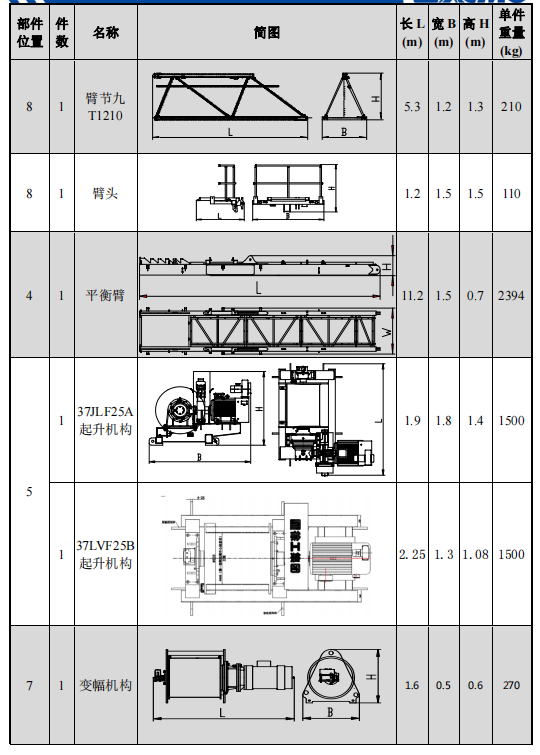 部件
位置
件
数
名称
简图
长 L
(m)
宽 B
(m)
高 H
(m)
单件
重量
(kg)
8
1
臂节九
T1210
L
B
H
5.3
1.2
1.3
210
8
1
臂头
L
B
H
1.2
1.5
1.5
110
4
1
平衡臂
H
L
W
11.2
1.5
0.7
2394
5
1
37JLF25A
起升机构
B
H
L
1.9
1.8
1.4
1500
1
37LVF25B
起升机构
2.25
1.3
1.08
1500
7
1
变幅机构
L
B
H
1.6
0.5
0.6
270